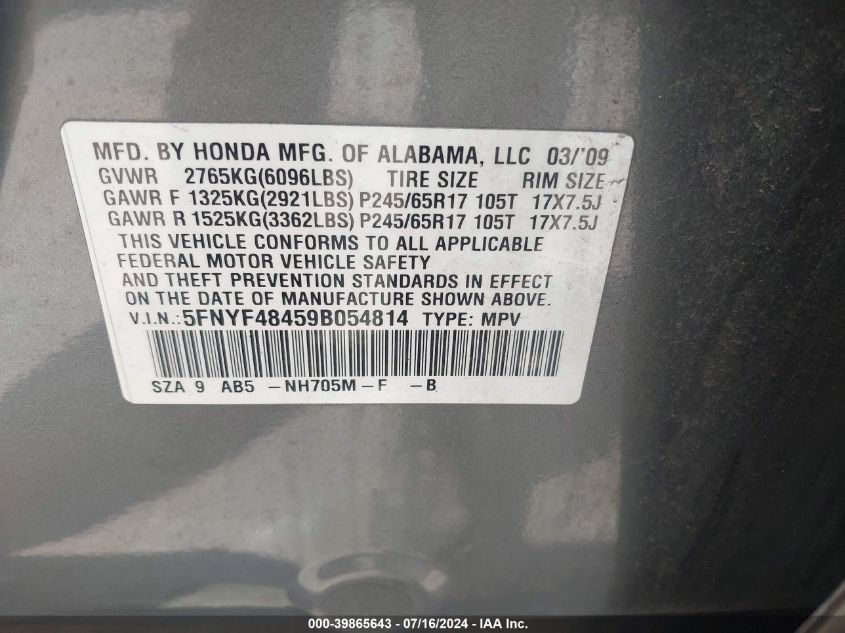 MFD. BY HONDA MFG. OF ALABAMA, LLC 03/'09
GVWR 2765KG(6096LBS) TIRE SIZE RIM SIZE
GAWR F 1325KG(2921LBS) P245/65R17 105T 17X7.5J
GAWR R 1525KG(3362LBS) P245/65R17 105T 17X7.5J
THIS VEHICLE CONFORMS TO ALL APPLICABLE
FEDERAL MOTOR VEHICLE SAFETY
AND THEFT PREVENTION STANDARDS IN EFFECT
ON THE DATE OF MANUFACTURE SHOWN ABOVE.
V.I.N.:5FNYF48459B054814 TYPE: MPV
SZA 9 AB5 -NH705M-F -B
000-39865643 - 07/16/2024 - IAA Inc.